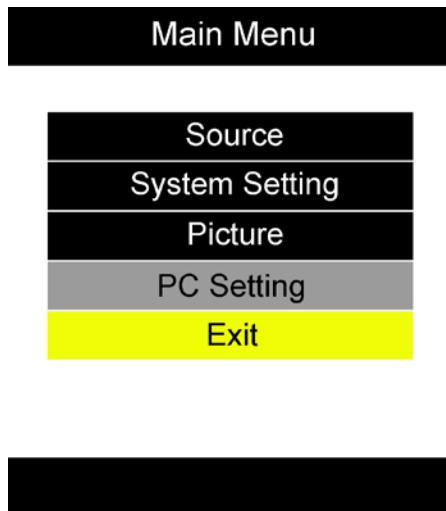 Main Menu
Source
System Setting
Picture
PC Setting
Exit